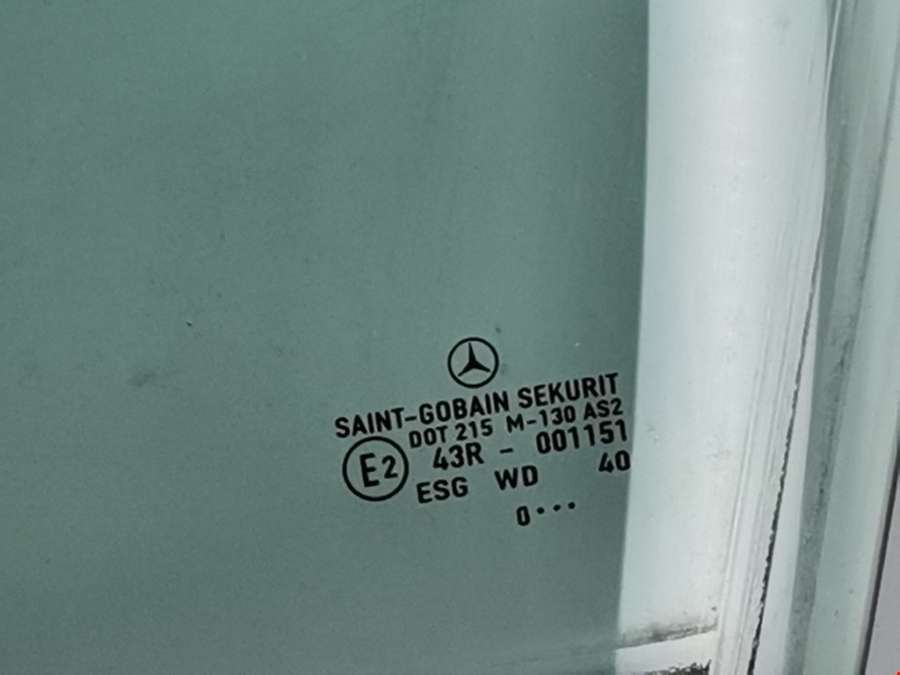 SAINT-GOBAIN SEKURIT
DOT 215 M-130 AS2
E2 43R - 001151
ESG WD 40
0•••